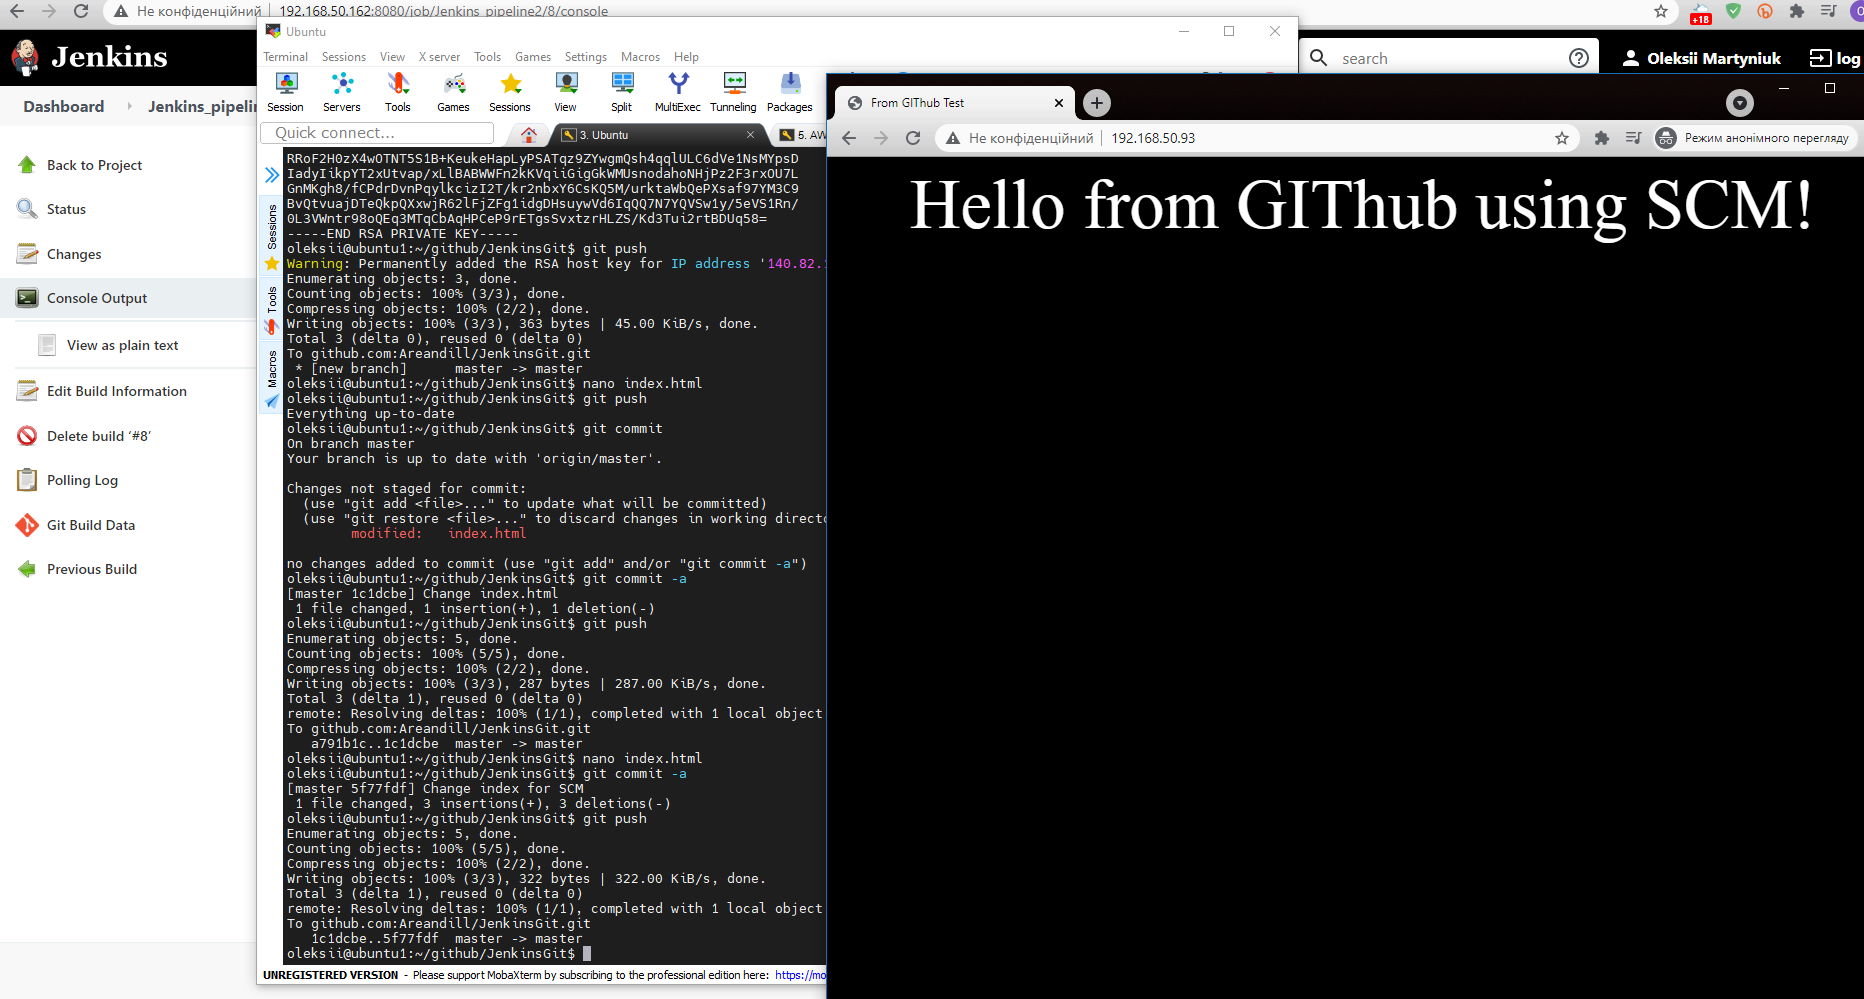 Не конфіденційний 192.168.50.162:8080/job/Jenkins_pipeline2/8/console
+18
Jenkins
search
Oleksii Martyniuk
log
Dashboard
Jenkins_pipelin
Back to Project
Status
Changes
Console Output
View as plain text
Edit Build Information
Delete build ‘#8’
Polling Log
Git Build Data
Previous Build
Ubuntu
Terminal Sessions View X server Tools Games Settings Macros Help
Session Servers Tools Games Sessions View Split MultiExec Tunneling Packages
Quick connect...
3. Ubuntu
5. AW
Sessions
Tools
Macros
-----END RSA PRIVATE KEY-----
oleksii@ubuntu1:~/github/JenkinsGit$ git push
Warning: Permanently added the RSA host key for IP address '140.82.
Enumerating objects: 3, done.
Counting objects: 100% (3/3), done.
Compressing objects: 100% (2/2), done.
Writing objects: 100% (3/3), 363 bytes | 45.00 KiB/s, done.
Total 3 (delta 0), reused 0 (delta 0)
To github.com:Areandill/JenkinsGit.git
 * [new branch]      master -> master
oleksii@ubuntu1:~/github/JenkinsGit$ nano index.html
oleksii@ubuntu1:~/github/JenkinsGit$ git push
Everything up-to-date
oleksii@ubuntu1:~/github/JenkinsGit$ git commit
On branch master
Your branch is up to date with 'origin/master'.
Changes not staged for commit:
  (use "git add <file>..." to update what will be committed)
  (use "git restore <file>..." to discard changes in working directo
        modified:   index.html
no changes added to commit (use "git add" and/or "git commit -a")
oleksii@ubuntu1:~/github/JenkinsGit$ git commit -a
[master 1c1dcbe] Change index.html
 1 file changed, 1 insertion(+), 1 deletion(-)
oleksii@ubuntu1:~/github/JenkinsGit$ git push
Enumerating objects: 5, done.
Counting objects: 100% (5/5), done.
Compressing objects: 100% (2/2), done.
Writing objects: 100% (3/3), 287 bytes | 287.00 KiB/s, done.
Total 3 (delta 1), reused 0 (delta 0)
remote: Resolving deltas: 100% (1/1), completed with 1 local object
To github.com:Areandill/JenkinsGit.git
   a791b1c..1c1dcbe  master -> master
oleksii@ubuntu1:~/github/JenkinsGit$ nano index.html
oleksii@ubuntu1:~/github/JenkinsGit$ git commit -a
[master 5f77fdf] Change index for SCM
 1 file changed, 3 insertions(+), 3 deletions(-)
oleksii@ubuntu1:~/github/JenkinsGit$ git push
Enumerating objects: 5, done.
Counting objects: 100% (5/5), done.
Compressing objects: 100% (2/2), done.
Writing objects: 100% (3/3), 322 bytes | 322.00 KiB/s, done.
Total 3 (delta 1), reused 0 (delta 0)
remote: Resolving deltas: 100% (1/1), completed with 1 local object
To github.com:Areandill/JenkinsGit.git
   1c1dcbe..5f77fdf  master -> master
oleksii@ubuntu1:~/github/JenkinsGit$
UNREGISTERED VERSION - Please support MobaXterm by subscribing to the professional edition here: https://mo
From GIThub Test
Не конфіденційний 192.168.50.93
Режим анонімного перегляду
Hello from GIThub using SCM!